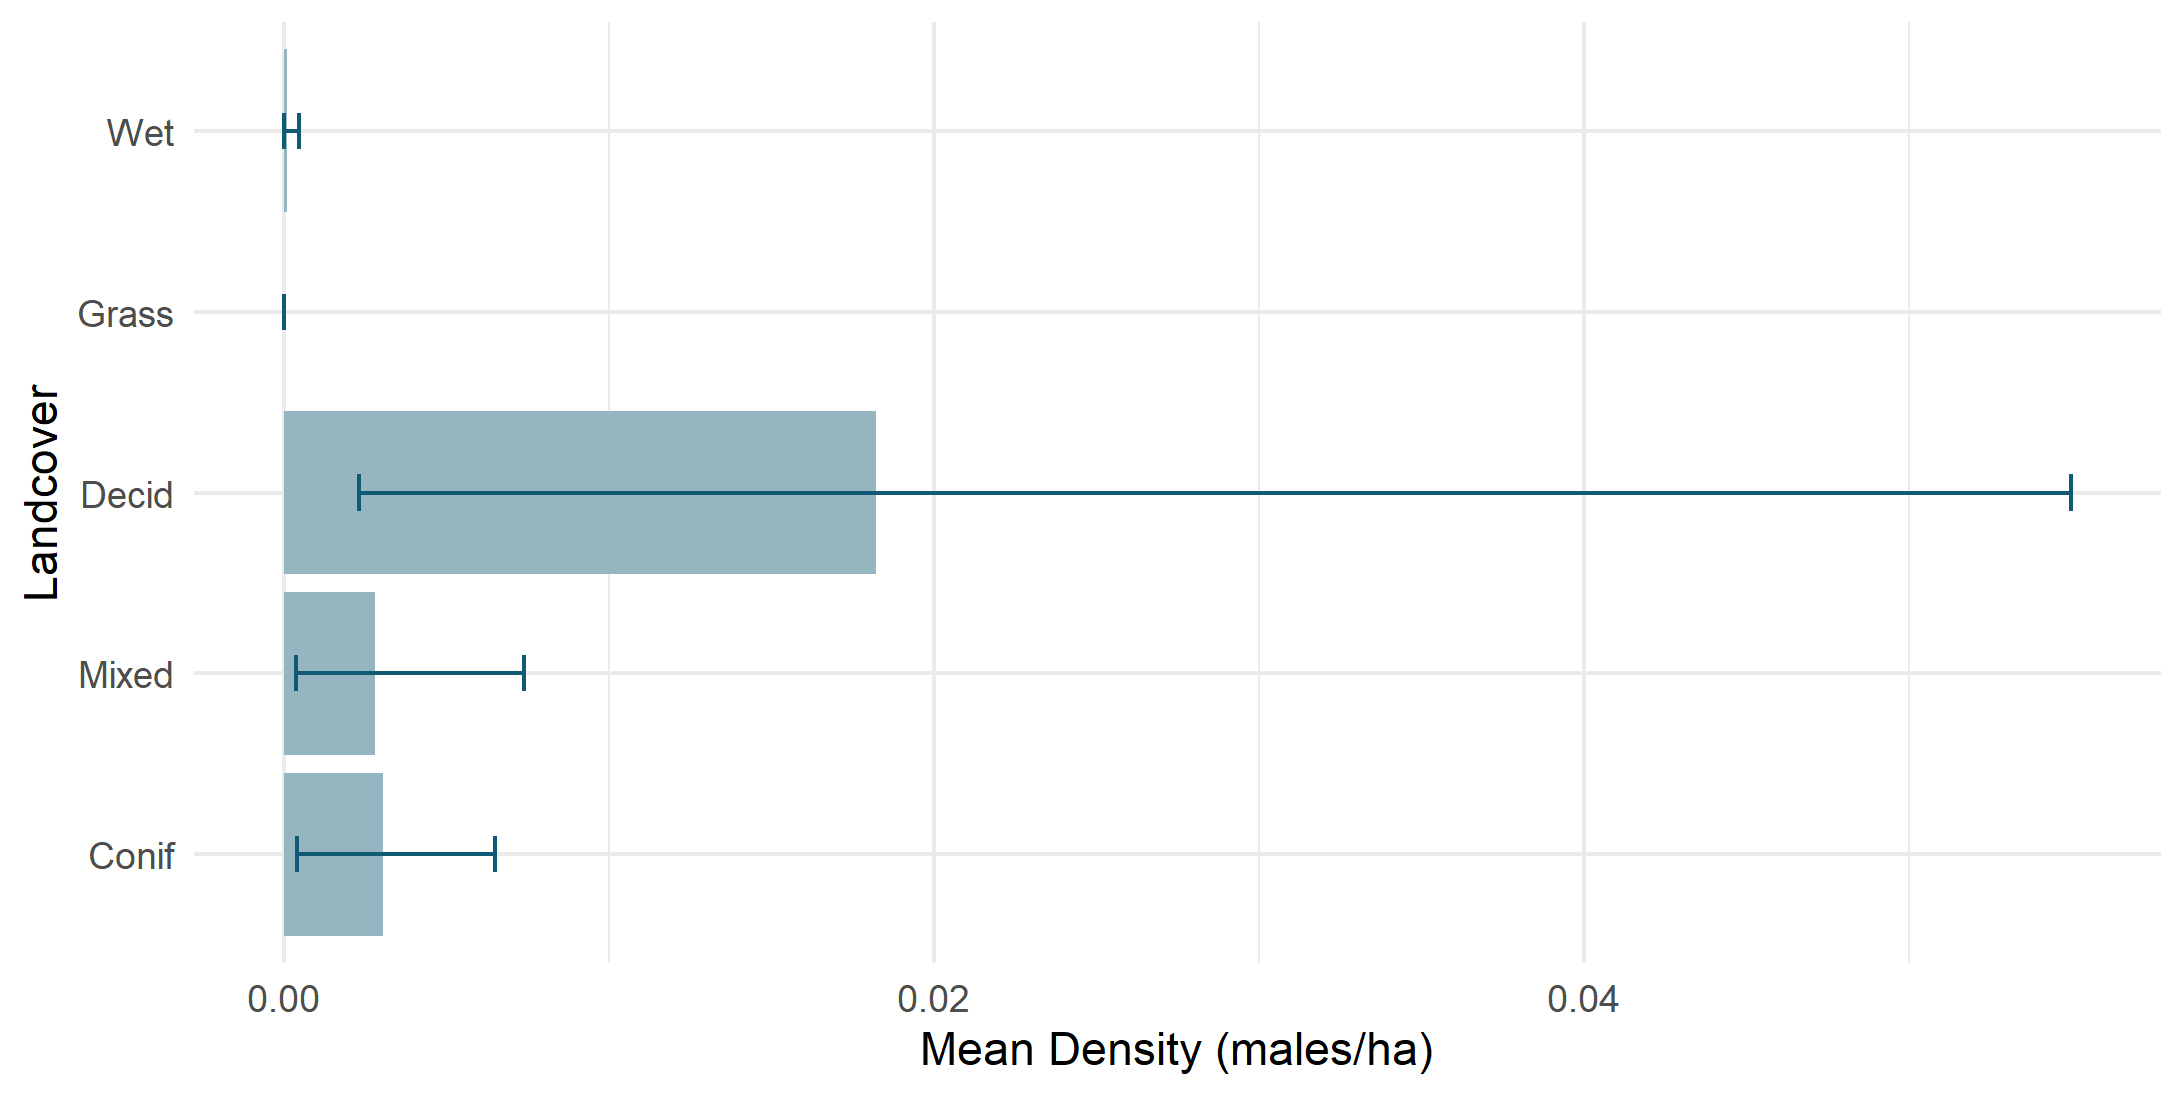 Landcover
Wet
Grass
Decid
Mixed
Conif
0.00
0.02
0.04
Mean Density (males/ha)